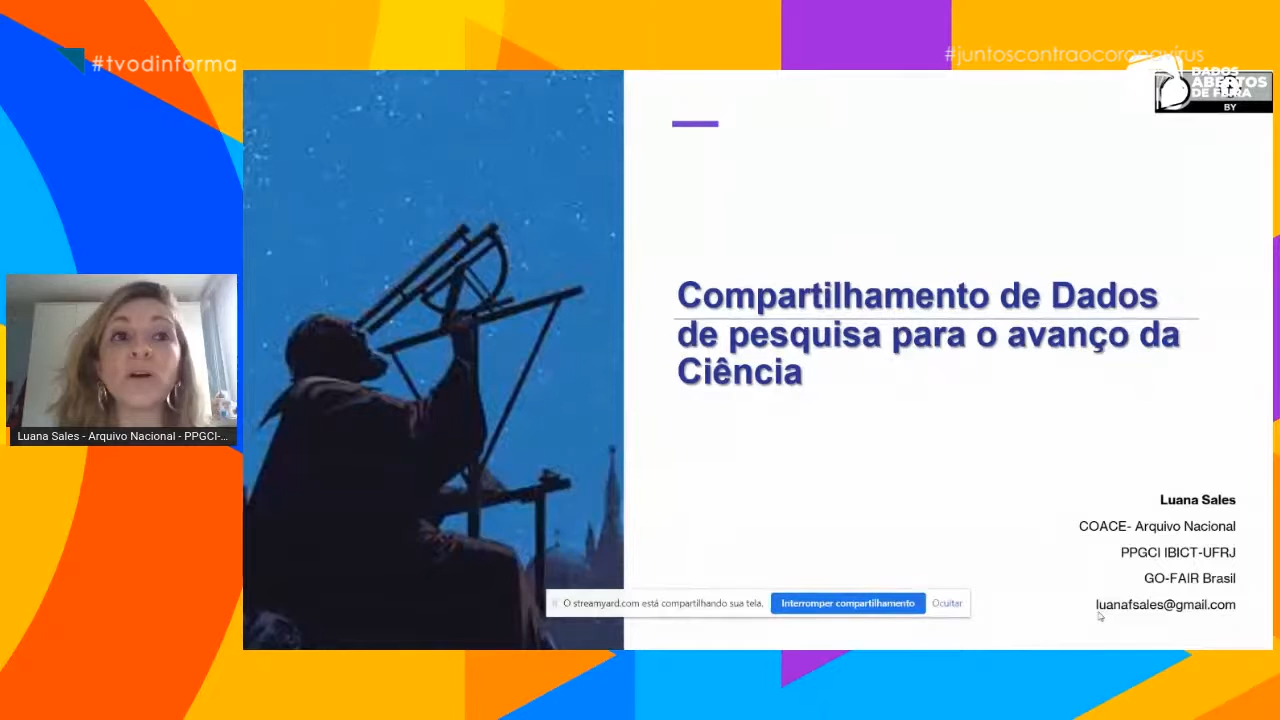 #tvodinforma
#juntoscontraocoronavirus
DADOS
ABERTOS
DE FEIRA
BY
Compartilhamento de Dados
de pesquisa para o avanço da
Ciência
Luana Sales - Arquivo Nacional - PPGCI-...
Luana Sales
COACE- Arquivo Nacional
PPGCI IBICT-UFRJ
GO-FAIR Brasil
luanafsales@gmail.com
O streamyard.com está compartilhando sua tela. Interromper compartilhamento Ocultar